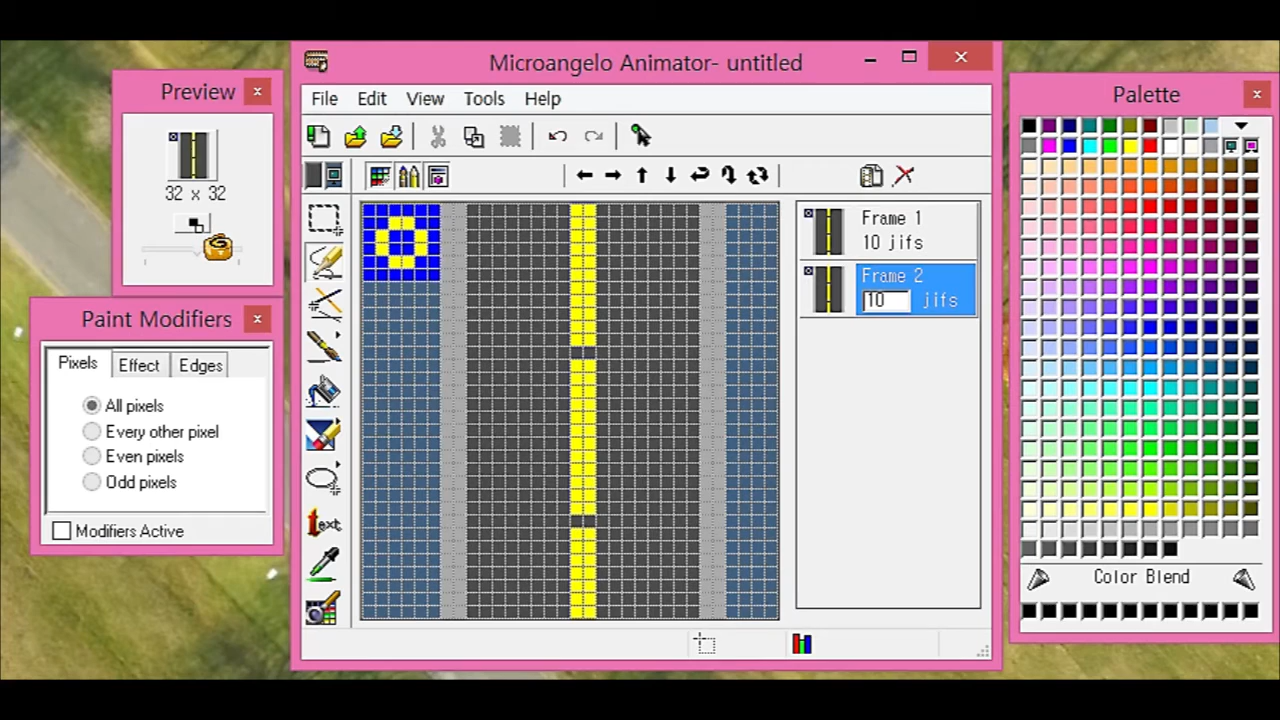 Microangelo Animator- untitled
File Edit View Tools Help
Preview
32 x 32
Paint Modifiers
Pixels Effect Edges
All pixels
Every other pixel
Even pixels
Odd pixels
Modifiers Active
text
Frame 1
10 jifs
Frame 2
10 jifs
Palette
Color Blend